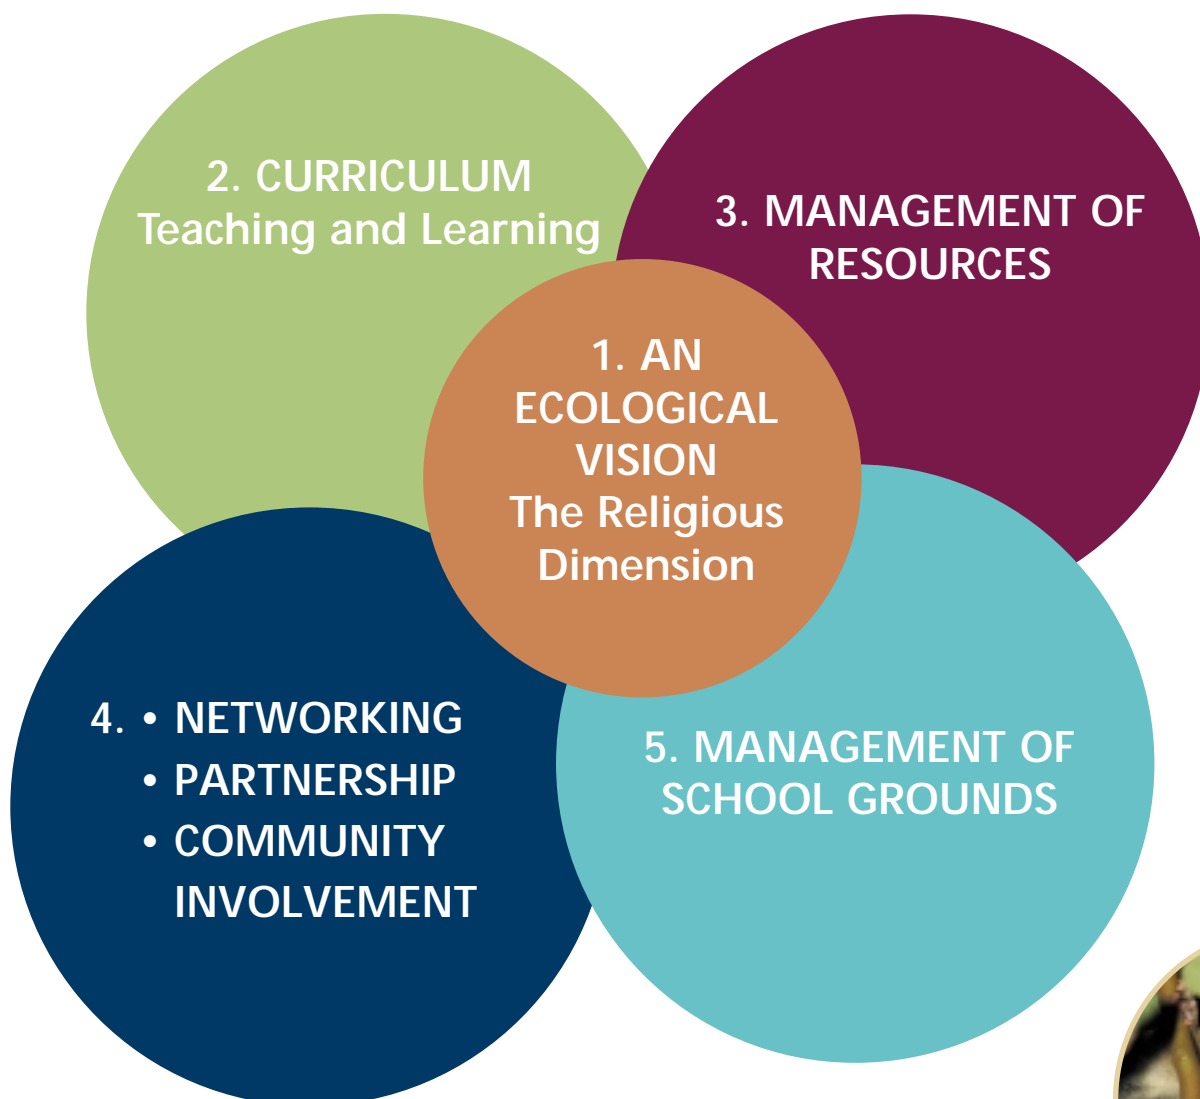 2. CURRICULUM
Teaching and Learning
3. MANAGEMENT OF
RESOURCES
1. AN
ECOLOGICAL
VISION
The Religious
Dimension
4. • NETWORKING
• PARTNERSHIP
• COMMUNITY
INVOLVEMENT
5. MANAGEMENT OF
SCHOOL GROUNDS